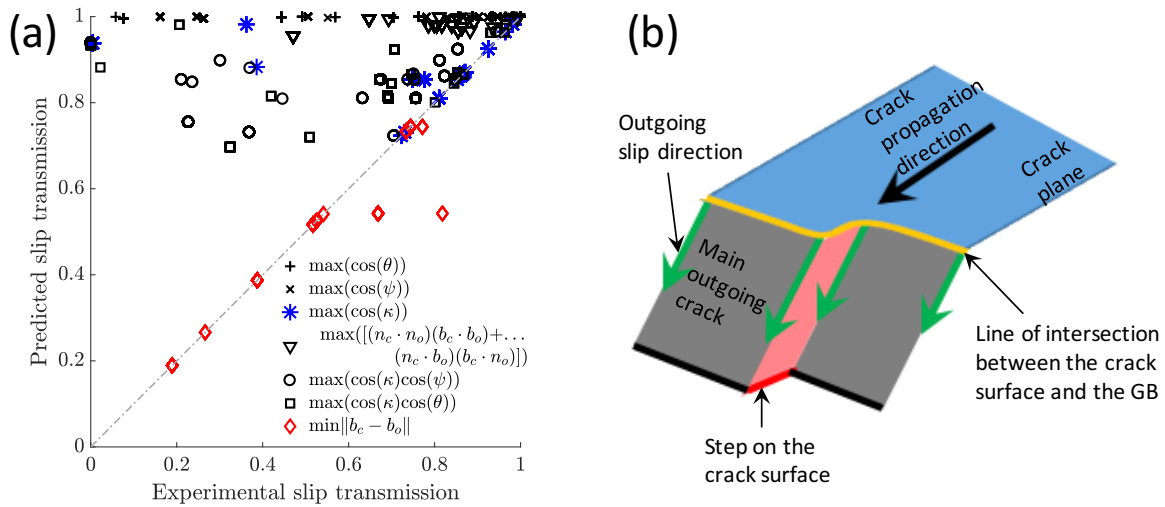 (a)
Predicted slip transmission
1
0.8
0.6
0.4
0.2
0
0
0.2
0.4
0.6
0.8
1
Experimental slip transmission
max(cos(θ))
max(cos(ψ))
max(cos(κ))
max([(n_c · n_o)(b_c · b_o)+...
(n_c · b_o)(b_c · n_o)])
max(cos(κ)cos(ψ))
max(cos(κ)cos(θ))
min‖b_c − b_o‖
(b)
Outgoing
slip direction
Crack
propagation
direction
Crack
plane
Main
outgoing
crack
Line of intersection
between the crack
surface and the GB
Step on the
crack surface